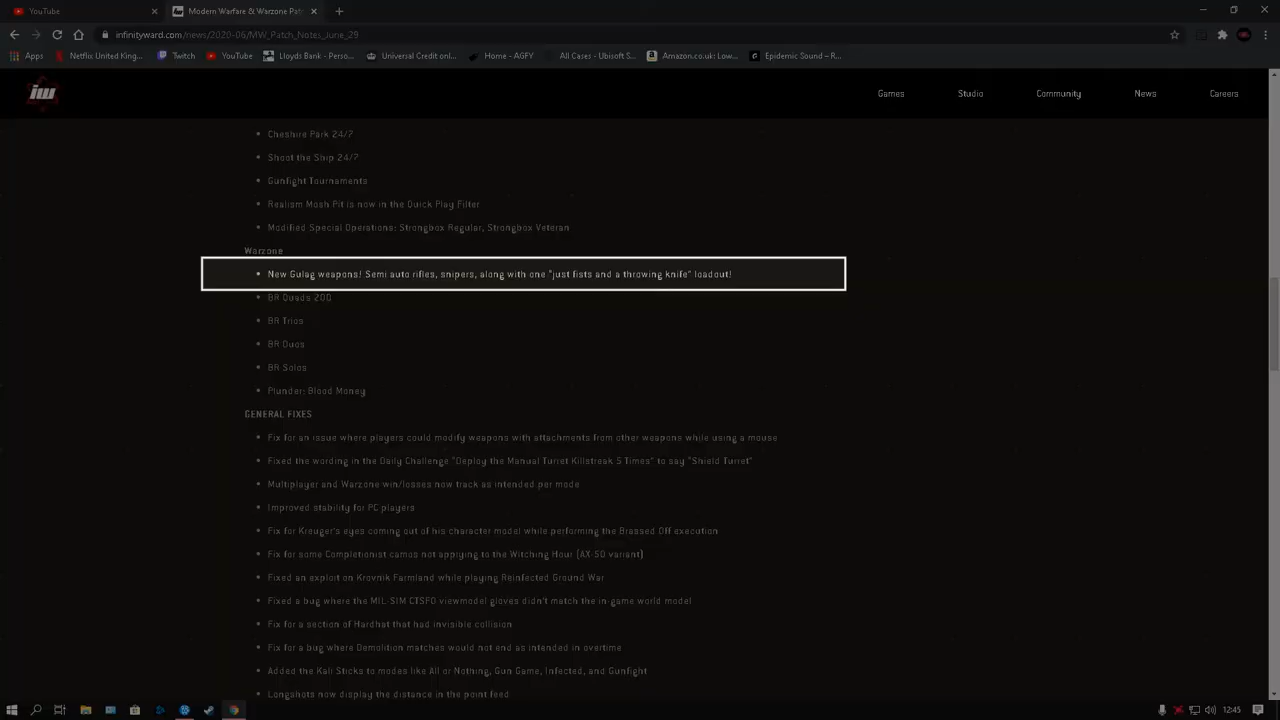 YouTube
Modern Warfare & Warzone Pat
infinityward.com/news/2020-06/MW_Patch_Notes_June_29
Apps
Netflix: United King...
Twitch
YouTube
Lloyds Bank - Perso...
Universal Credit onl...
Home - AGFY
All Cases - Ubisoft S...
Amazon.co.uk: Low...
Epidemic Sound – R...
iw
Games
Studio
Community
News
Careers
Cheshire Park 24/7
Shoot the Ship 24/7
Gunfight Tournaments
Realism Mosh Pit is now in the Quick Play Filter
Modified Special Operations: Strongbox Regular, Strongbox Veteran
Warzone
New Gulag weapons! Semi auto rifles, snipers, along with one "just fists and a throwing knife" loadout!
BR Quads 200
BR Trios
BR Duos
BR Solos
Plunder: Blood Money
GENERAL FIXES
Fix for an issue where players could modify weapons with attachments from other weapons while using a mouse
Fixed the wording in the Daily Challenge "Deploy the Manual Turret Killstreak 5 Times" to say "Shield Turret"
Multiplayer and Warzone win/losses now track as intended per mode
Improved stability for PC players
Fix for Kreuger's eyes coming out of his character model while performing the Brassed Off execution
Fix for some Completionist camos not applying to the Witching Hour (AX-50 variant)
Fixed an exploit on Krovnik Farmland while playing Reinfected Ground War
Fixed a bug where the MIL-SIM CTSFO viewmodel gloves didn't match the in-game world model
Fix for a section of Hardhat that had invisible collision
Fix for a bug where Demolition matches would not end as intended in overtime
Added the Kali Sticks to modes like All or Nothing, Gun Game, Infected, and Gunfight
Longshots now display the distance in the point feed
12:45